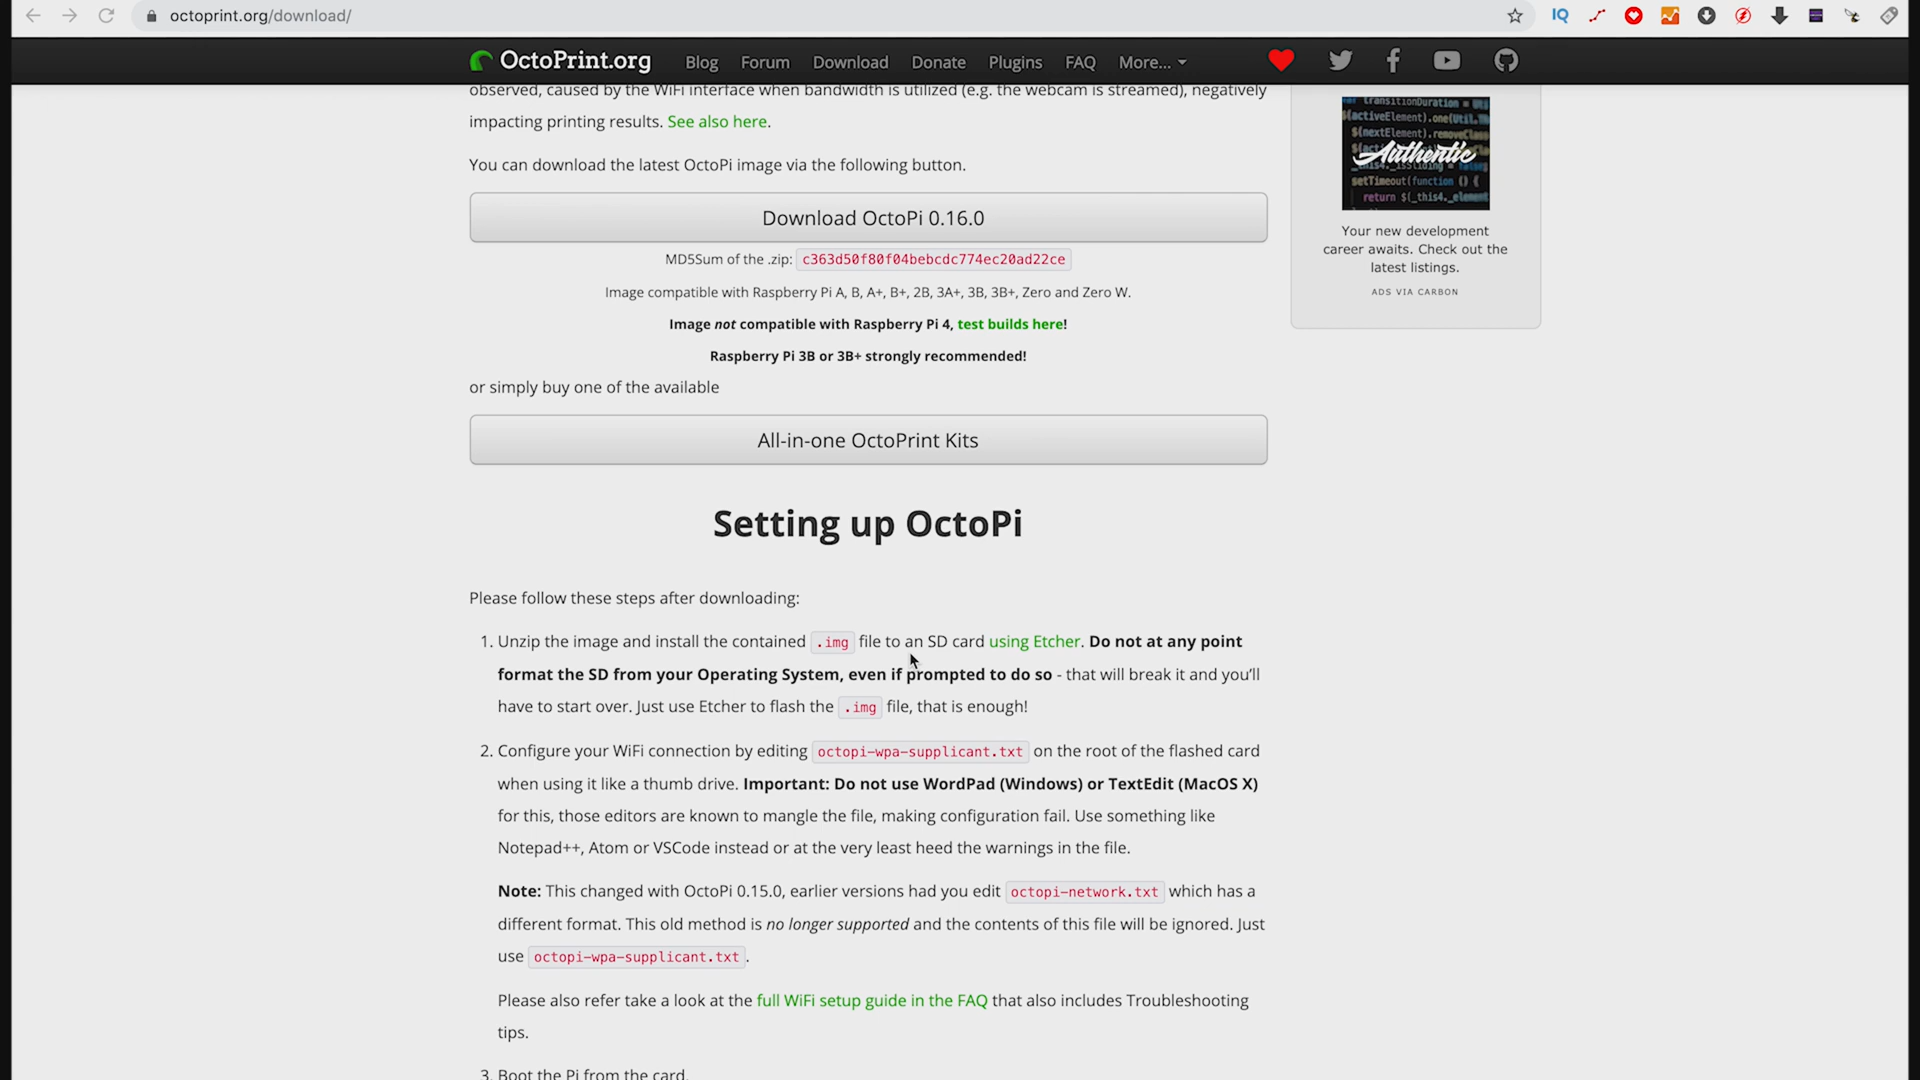 octoprint.org/download/
IQ
OctoPrint.org Blog Forum Download Donate Plugins FAQ More...
observed, caused by the WiFi interface when bandwidth is utilized (e.g. the webcam is streamed), negatively
impacting printing results. See also here.
You can download the latest OctoPi image via the following button.
Download OctoPi 0.16.0
MD5Sum of the .zip: c363d50f80f04bebcdc774ec20ad22ce
Image compatible with Raspberry Pi A, B, A+, B+, 2B, 3A+, 3B, 3B+, Zero and Zero W.
Image not compatible with Raspberry Pi 4, test builds here!
Raspberry Pi 3B or 3B+ strongly recommended!
or simply buy one of the available
All-in-one OctoPrint Kits
Setting up OctoPi
Please follow these steps after downloading:
1. Unzip the image and install the contained .img file to an SD card using Etcher. Do not at any point
format the SD from your Operating System, even if prompted to do so - that will break it and you'll
have to start over. Just use Etcher to flash the .img file, that is enough!
2. Configure your WiFi connection by editing octopi-wpa-supplicant.txt on the root of the flashed card
when using it like a thumb drive. Important: Do not use WordPad (Windows) or TextEdit (MacOS X)
for this, those editors are known to mangle the file, making configuration fail. Use something like
Notepad++, Atom or VSCode instead or at the very least heed the warnings in the file.
Note: This changed with OctoPi 0.15.0, earlier versions had you edit octopi-network.txt which has a
different format. This old method is no longer supported and the contents of this file will be ignored. Just
use octopi-wpa-supplicant.txt.
Please also refer take a look at the full WiFi setup guide in the FAQ that also includes Troubleshooting
tips.
3. Boot the Pi from the card.
transitionDuration =
$(activeElement).one(Util.
$(nextElement).removeClass
Authentic
setTimeout(function () {
return $(_this4._element
Your new development
career awaits. Check out the
latest listings.
ADS VIA CARBON